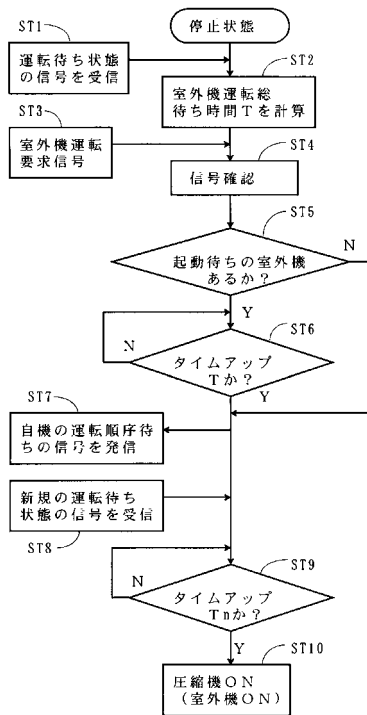 停止状態
ST1
運転待ち状態
の信号を受信
ST2
室外機運転総
待ち時間Tを計算
ST3
室外機運転
要求信号
ST4
信号確認
ST5
起動待ちの室外機
あるか？
N
Y
ST6
タイムアップ
Tか？
N
Y
ST7
自機の運転順序待
ちの信号を発信
新規の運転待ち
状態の信号を受信
ST8
ST9
タイムアップ
Tnか？
N
Y
ST10
圧縮機ON
（室外機ON）